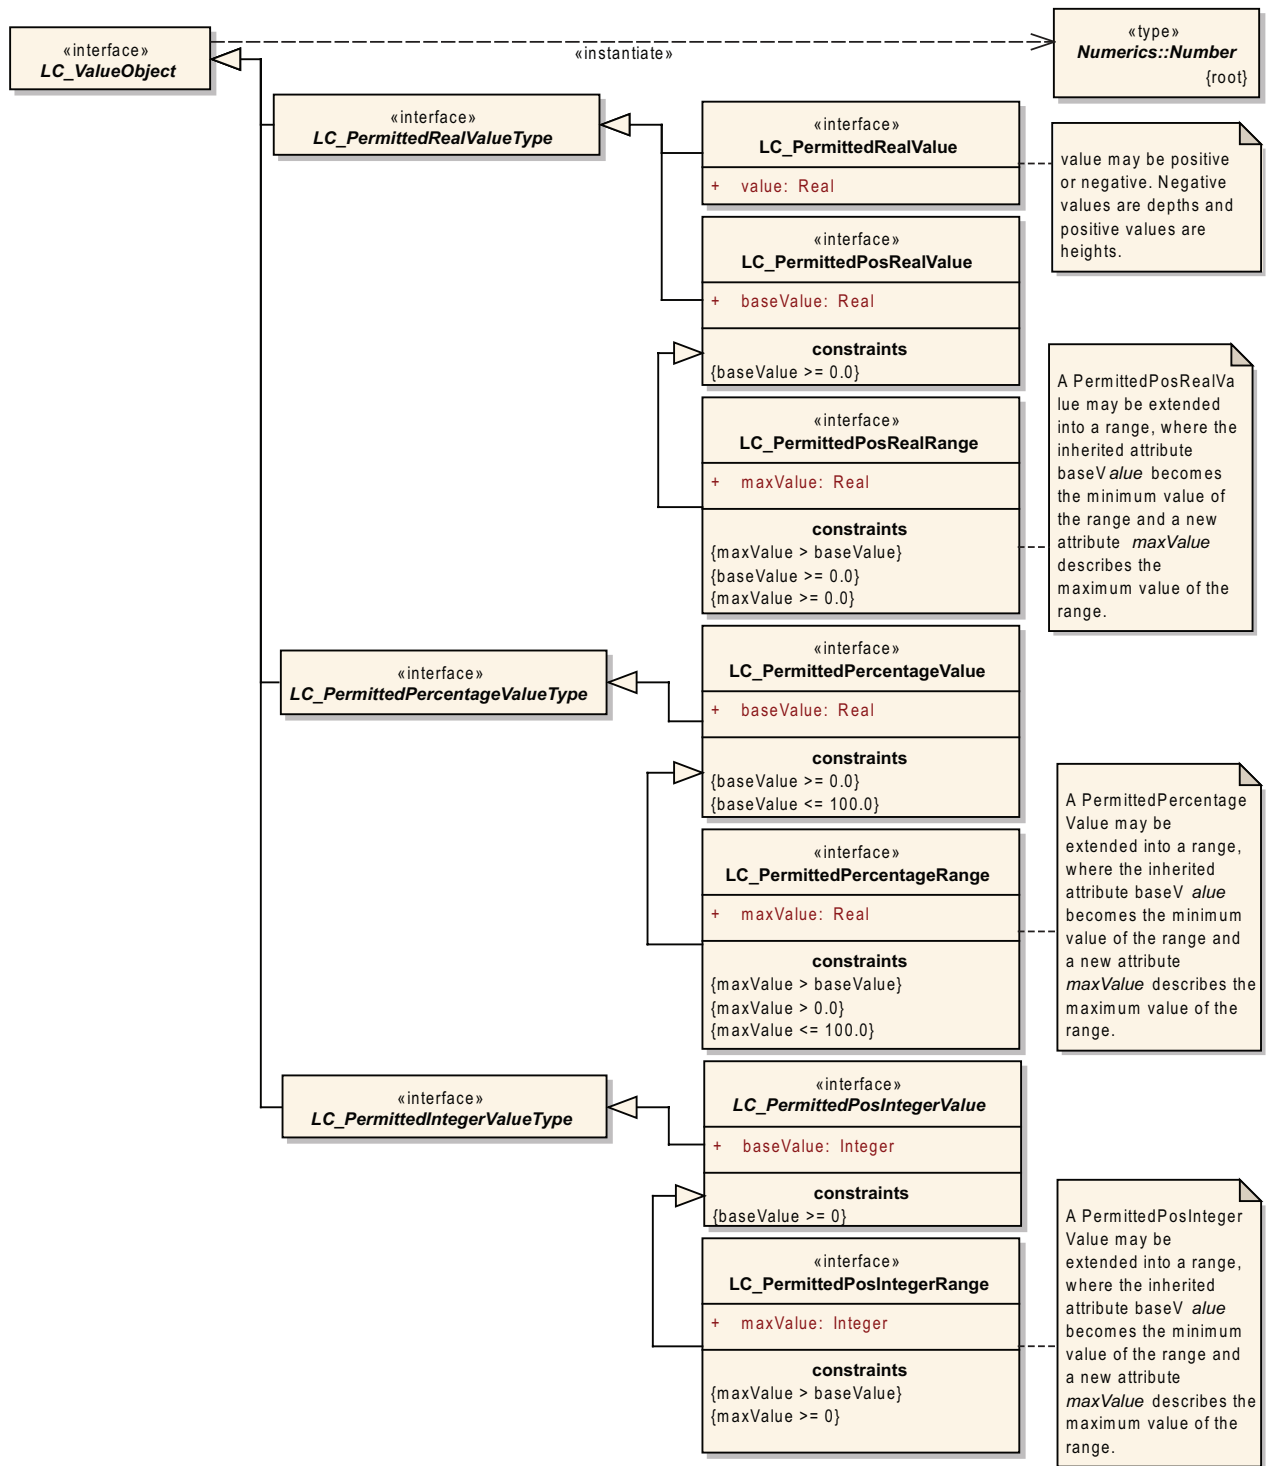 «interface»
LC_ValueObject
«instantiate»
«type»
Numerics::Number
{root}
«interface»
LC_PermittedRealValueType
«interface»
LC_PermittedRealValue
+ value: Real
value may be positive
or negative. Negative
values are depths and
positive values are
heights.
«interface»
LC_PermittedPosRealValue
+ baseValue: Real
constraints
{baseValue >= 0.0}
«interface»
LC_PermittedPosRealRange
+ maxValue: Real
constraints
{maxValue > baseValue}
{baseValue >= 0.0}
{maxValue >= 0.0}
A PermittedPosRealVa
lue may be extended
into a range, where the
inherited attribute
baseV alue becomes
the minimum value of
the range and a new
attribute maxValue
describes the
maximum value of the
range.
«interface»
LC_PermittedPercentageValueType
«interface»
LC_PermittedPercentageValue
+ baseValue: Real
constraints
{baseValue >= 0.0}
{baseValue <= 100.0}
«interface»
LC_PermittedPercentageRange
+ maxValue: Real
constraints
{maxValue > baseValue}
{maxValue > 0.0}
{maxValue <= 100.0}
A PermittedPercentage
Value may be
extended into a range,
where the inherited
attribute baseV alue
becomes the minimum
value of the range and
a new attribute
maxValue describes the
maximum value of the
range.
«interface»
LC_PermittedIntegerValueType
«interface»
LC_PermittedPosIntegerValue
+ baseValue: Integer
constraints
{baseValue >= 0}
«interface»
LC_PermittedPosIntegerRange
+ maxValue: Integer
constraints
{maxValue > baseValue}
{maxValue >= 0}
A PermittedPosInteger
Value may be
extended into a range,
where the inherited
attribute baseV alue
becomes the minimum
value of the range and
a new attribute
maxValue describes the
maximum value of the
range.